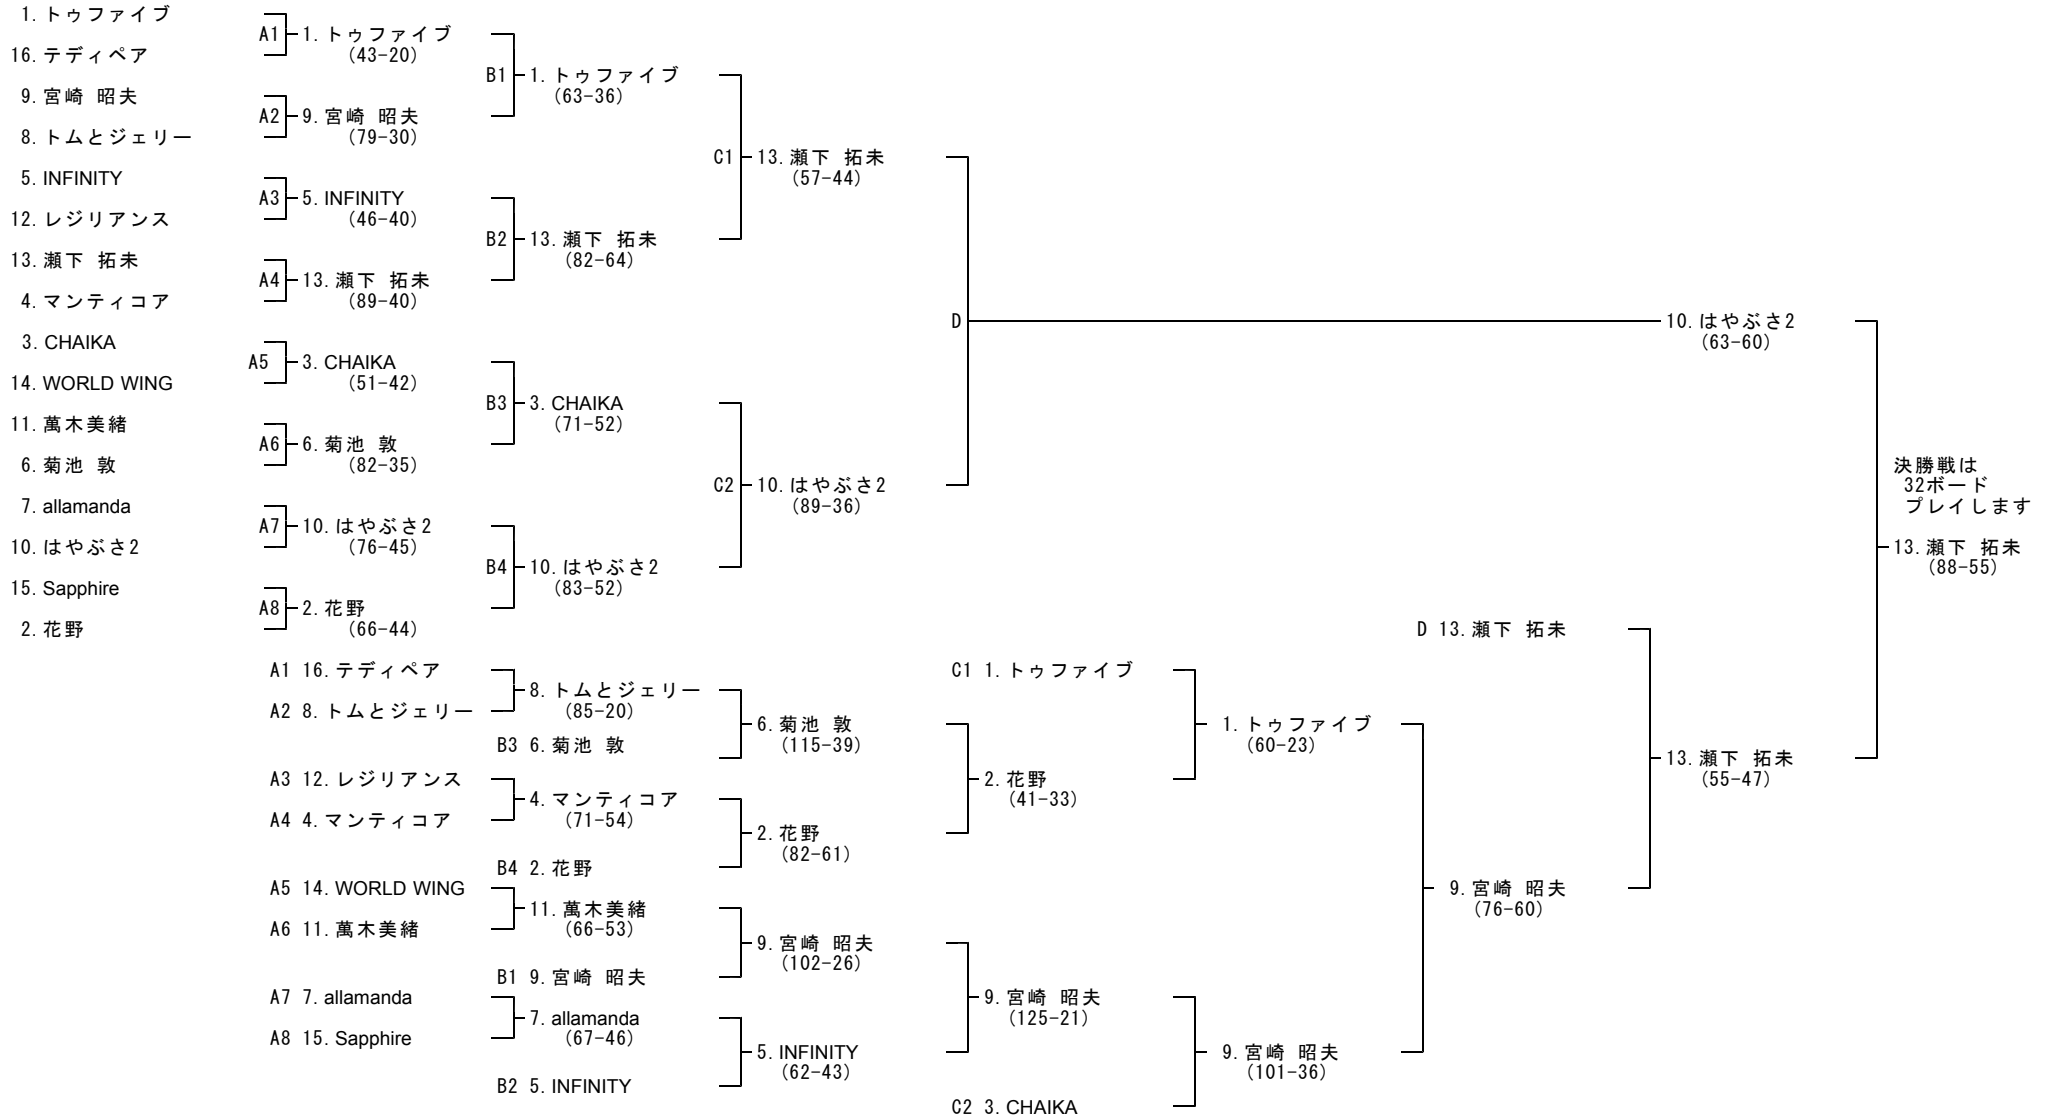 1. トゥファイブ
16. テディペア
9. 宮崎 昭夫
8. トムとジェリー
5. INFINITY
12. レジリアンス
13. 瀬下 拓未
4. マンティコア
3. CHAIKA
14. WORLD WING
11. 萬木美緒
6. 菊池 敦
7. allamanda
10. はやぶさ2
15. Sapphire
2. 花野
A1 1. トゥファイブ
(43-20)
A2 9. 宮崎 昭夫
(79-30)
A3 5. INFINITY
(46-40)
A4 13. 瀬下 拓未
(89-40)
A5 3. CHAIKA
(51-42)
A6 6. 菊池 敦
(82-35)
A7 10. はやぶさ2
(76-45)
A8 2. 花野
(66-44)
B1 1. トゥファイブ
(63-36)
B2 13. 瀬下 拓未
(82-64)
B3 3. CHAIKA
(71-52)
B4 10. はやぶさ2
(83-52)
C1 13. 瀬下 拓未
(57-44)
C2 10. はやぶさ2
(89-36)
D 10. はやぶさ2
(63-60)
決勝戦は
32ボード
プレイします
13. 瀬下 拓未
(88-55)
A1 16. テディペア
A2 8. トムとジェリー
A3 12. レジリアンス
A4 4. マンティコア
A5 14. WORLD WING
A6 11. 萬木美緒
A7 7. allamanda
A8 15. Sapphire
8. トムとジェリー
(85-20)
B3 6. 菊池 敦
4. マンティコア
(71-54)
B4 2. 花野
11. 萬木美緒
(66-53)
B1 9. 宮崎 昭夫
7. allamanda
(67-46)
B2 5. INFINITY
6. 菊池 敦
(115-39)
2. 花野
(82-61)
9. 宮崎 昭夫
(102-26)
5. INFINITY
(62-43)
C1 1. トゥファイブ
2. 花野
(41-33)
9. 宮崎 昭夫
(125-21)
C2 3. CHAIKA
1. トゥファイブ
(60-23)
9. 宮崎 昭夫
(101-36)
D 13. 瀬下 拓未
9. 宮崎 昭夫
(76-60)
13. 瀬下 拓未
(55-47)